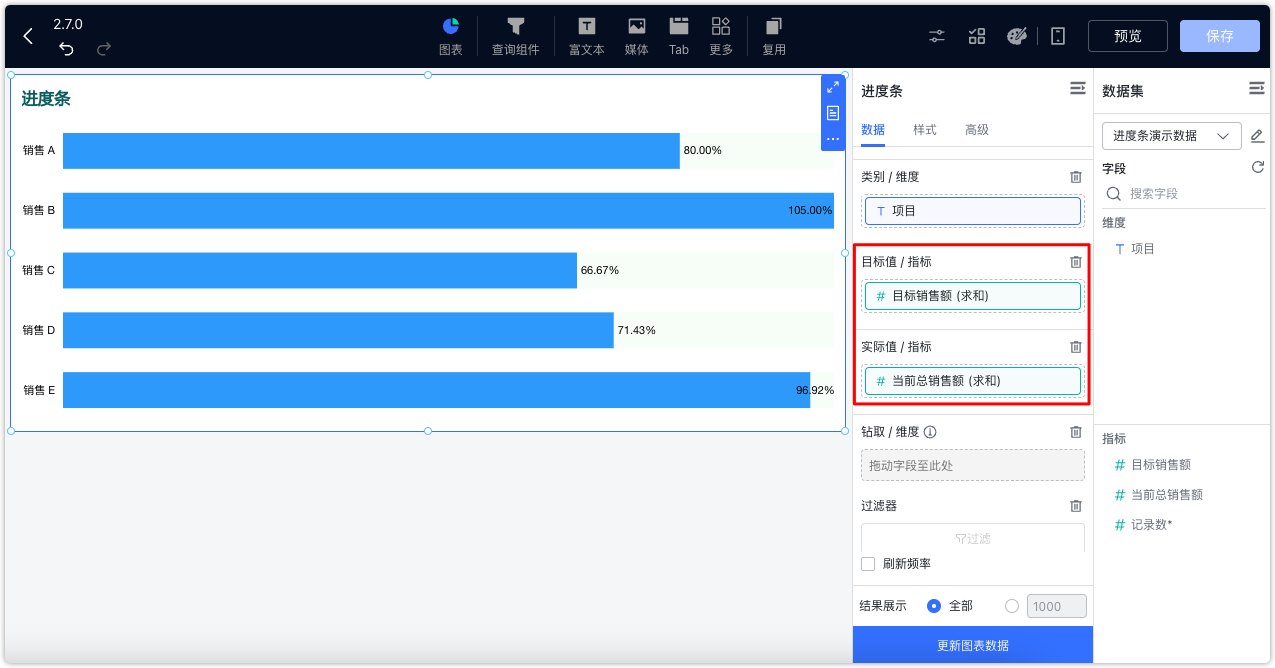 2.7.0
图表
查询组件
富文本
媒体
Tab
更多
复用
预览
保存
进度条
销售 A
80.00%
销售 B
105.00%
销售 C
66.67%
销售 D
71.43%
销售 E
96.92%
进度条
数据
样式
高级
类别 / 维度
T 项目
目标值 / 指标
# 目标销售额 (求和)
实际值 / 指标
# 当前总销售额 (求和)
钻取 / 维度
拖动字段至此处
过滤器
过滤
刷新频率
结果展示
全部
1000
更新图表数据
数据集
进度条演示数据
字段
搜索字段
维度
T 项目
指标
# 目标销售额
# 当前总销售额
# 记录数*